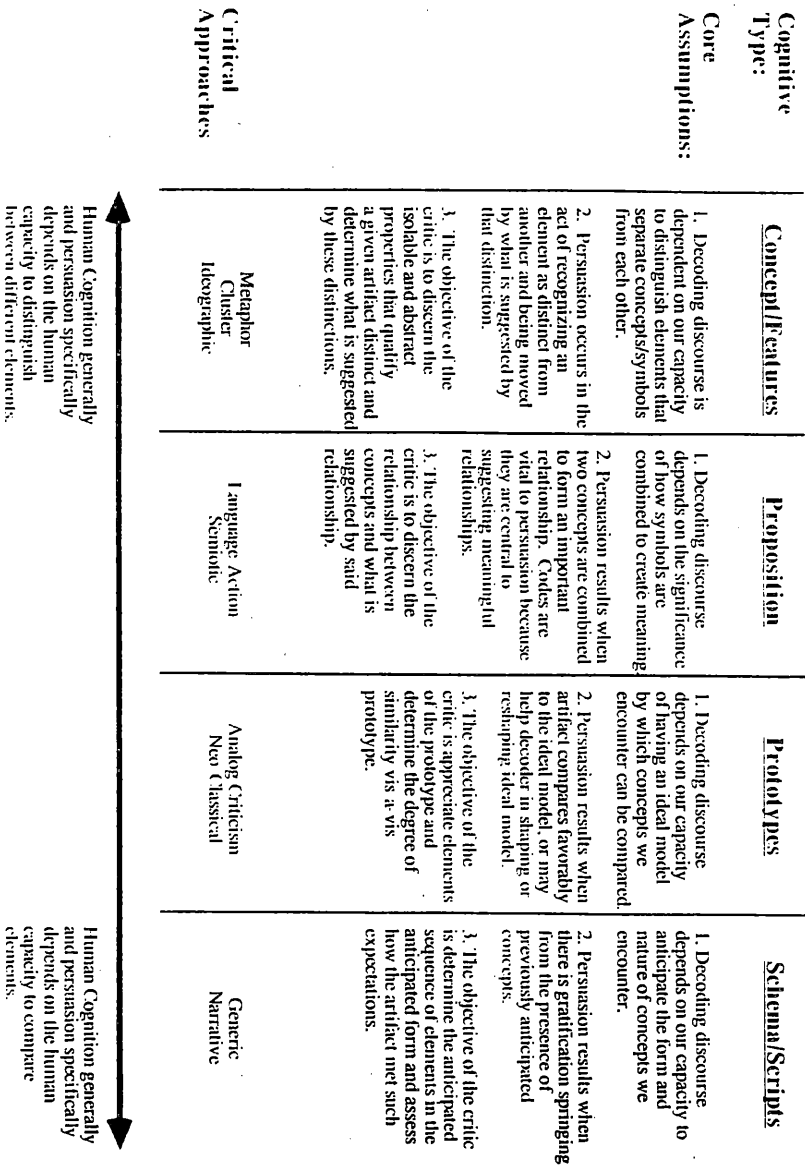 Cognitive
Type:
Concept/Features
Proposition
Prototypes
Schema/Scripts
Core
Assumptions:
1. Decoding discourse is
dependent on our capacity
to distinguish elements that
separate concepts/symbols
from each other.
2. Persuasion occurs in the
act of recognizing an
element as distinct from
another and being moved
by what is suggested by
that distinction.
3. The objective of the
critic is to discern the
isolable and abstract
properties that qualify
a given artifact distinct and
determine what is suggested
by these distinctions.
1. Decoding discourse
depends on the significance
of how symbols are
combined to create meaning.
2. Persuasion results when
two concepts are combined
to form an important
relationship. Codes are
vital to persuasion because
they are central to
suggesting meaningful
relationships.
3. The objective of the
critic is to discern the
relationship between
concepts and what is
suggested by said
relationship.
1. Decoding discourse
depends on our capacity
of having an ideal model
by which concepts we
encounter can be compared.
2. Persuasion results when
artifact compares favorably
to the ideal model, or may
help decoder in shaping or
reshaping ideal model.
3. The objective of the
critic is appreciate elements
of the prototype and
determine the degree of
similarity vis a-vis
prototype.
1. Decoding discourse
depends on our capacity to
anticipate the form and
nature of concepts we
encounter.
2. Persuasion results when
there is gratification springing
from the presence of
previously anticipated
concepts.
3. The objective of the critic
is determine the anticipated
sequence of elements in the
anticipated form and assess
how the artifact met such
expectations.
Critical
Approaches
Metaphor
Cluster
Ideographic
Language Action
Semiotic
Analog Criticism
Neo Classical
Generic
Narrative
Human Cognition generally
and persuasion specifically
depends on the human
capacity to distinguish
between different elements.
Human Cognition generally
and persuasion specifically
depends on the human
capacity to compare
elements.